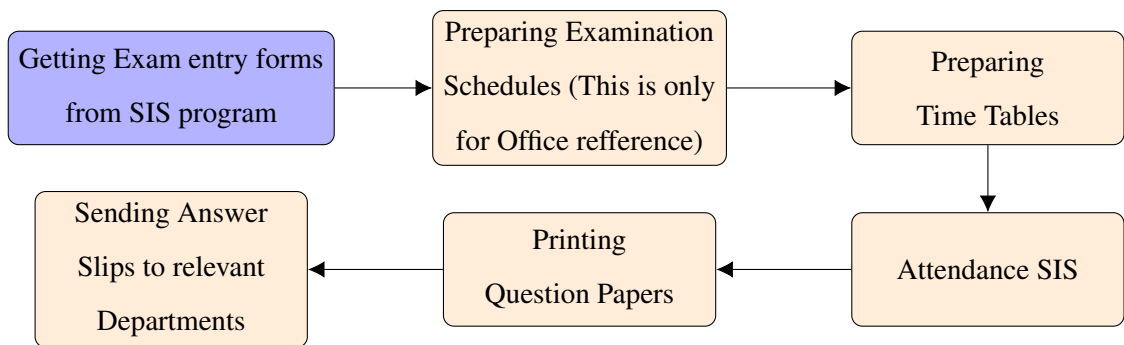 Getting Exam entry forms
from SIS program
Preparing Examination
Schedules (This is only
for Office refference)
Preparing
Time Tables
Attendance SIS
Printing
Question Papers
Sending Answer
Slips to relevant
Departments